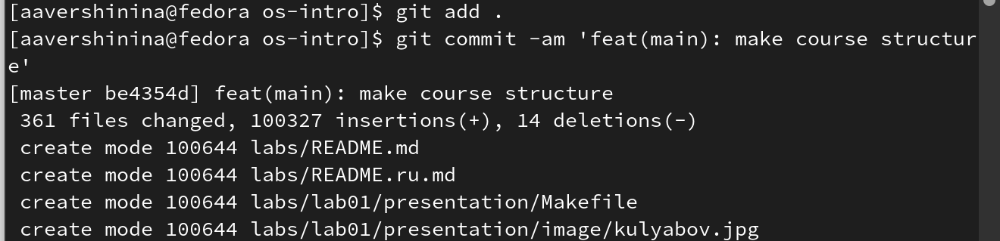 [aavershinina@fedora os-intro]$ git add .
[aavershinina@fedora os-intro]$ git commit -am 'feat(main): make course structur
e'
[master be4354d] feat(main): make course structure
 361 files changed, 100327 insertions(+), 14 deletions(-)
 create mode 100644 labs/README.md
 create mode 100644 labs/README.ru.md
 create mode 100644 labs/lab01/presentation/Makefile
 create mode 100644 labs/lab01/presentation/image/kulyabov.jpg